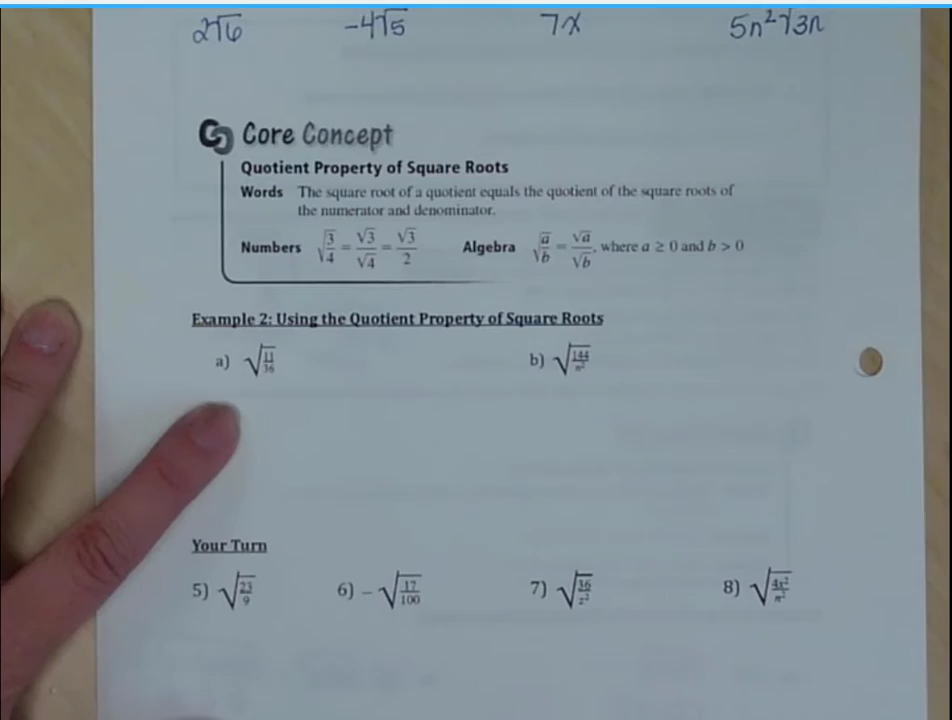 2√6 -4√5 7x 5n²√3n
Core Concept
Quotient Property of Square Roots
Words The square root of a quotient equals the quotient of the square roots of
the numerator and denominator.
Numbers √(3/4) = √3/√4 = √3/2 Algebra √(a/b) = √a/√b, where a ≥ 0 and b > 0
Example 2: Using the Quotient Property of Square Roots
a) √(11/36) b) √(144/n²)
Your Turn
5) √(23/9) 6) -√(17/100) 7) √(36/z²) 8) √(4x²/n²)